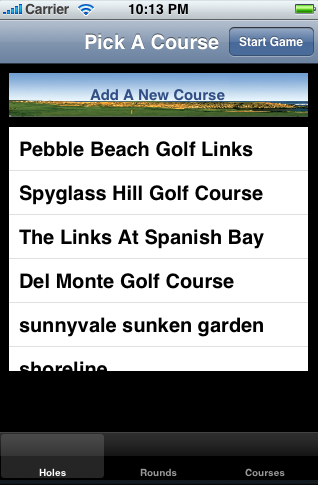 Carrier 10:13 PM
Pick A Course Start Game
Add A New Course
Pebble Beach Golf Links
Spyglass Hill Golf Course
The Links At Spanish Bay
Del Monte Golf Course
sunnyvale sunken garden
shoreline
Holes Rounds Courses